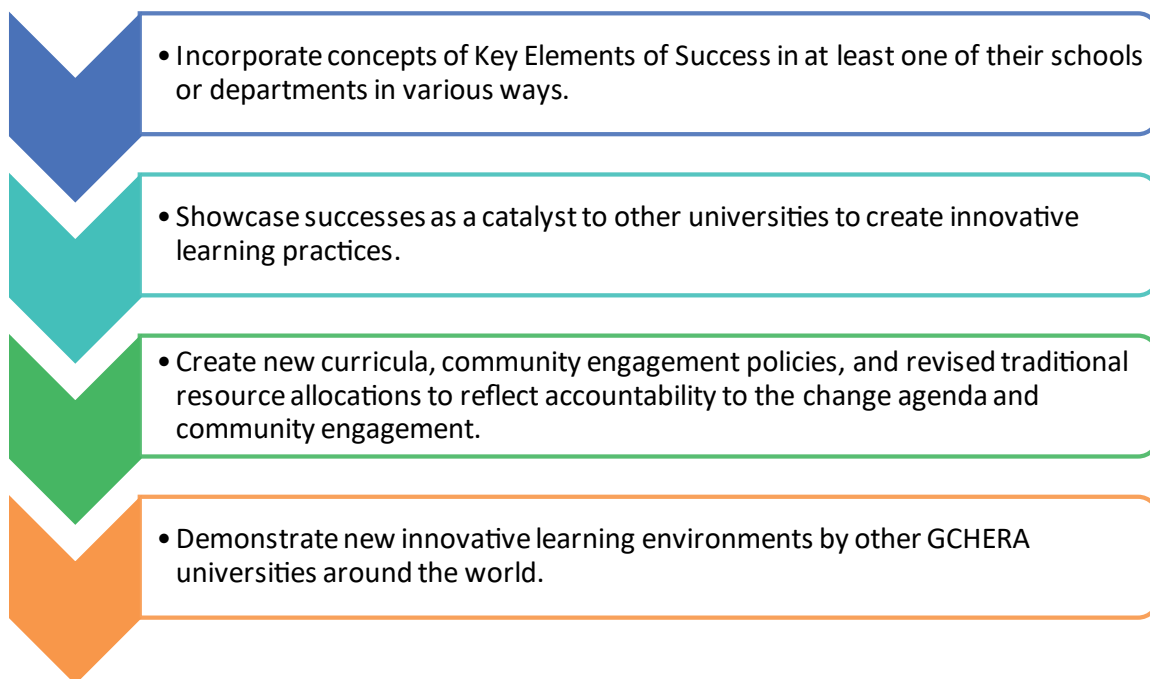 • Incorporate concepts of Key Elements of Success in at least one of their schools
or departments in various ways.
• Showcase successes as a catalyst to other universities to create innovative
learning practices.
• Create new curricula, community engagement policies, and revised traditional
resource allocations to reflect accountability to the change agenda and
community engagement.
• Demonstrate new innovative learning environments by other GCHERA
universities around the world.